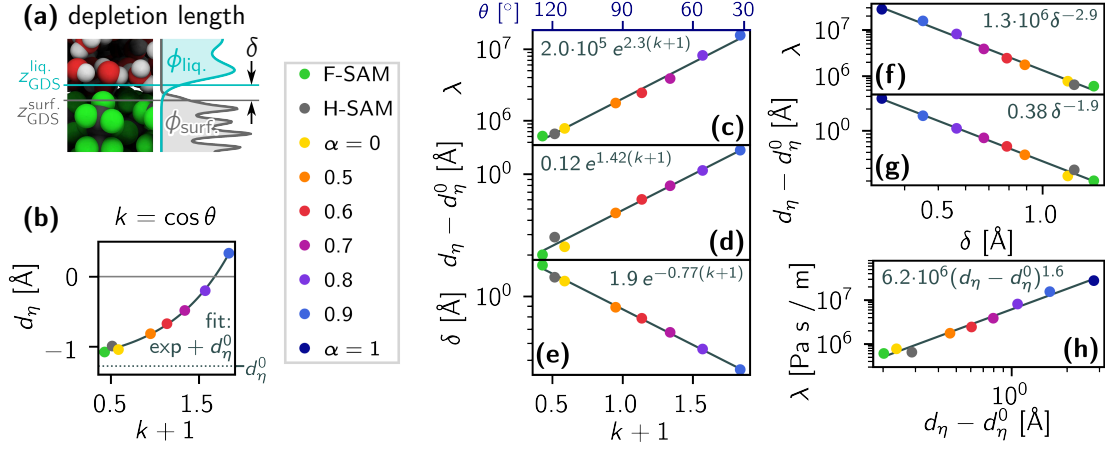 (a) depletion length
z_GDS^liq.
z_GDS^surf.
ϕ_liq.
ϕ_surf.
δ
(b) k = cos θ
d_η [Å]
0
−1
fit:
exp + d_η^0
d_η^0
0.5 1.0 1.5
k + 1
F-SAM
H-SAM
α = 0
0.5
0.6
0.7
0.8
0.9
α = 1
θ [°] 120 90 60 30
λ
10^7
10^6
2.0·10^5 e^{2.3(k+1)}
(c)
d_η − d_η^0 [Å]
10^0
0.12 e^{1.42(k+1)}
(d)
δ [Å]
10^0
1.9 e^{−0.77(k+1)}
(e)
0.5 1.0 1.5
k + 1
λ
10^7
10^6
1.3·10^6 δ^{−2.9}
(f)
d_η − d_η^0 [Å]
10^0
0.38 δ^{−1.9}
(g)
0.5 1.0
δ [Å]
λ [Pa s / m]
10^7
10^6
6.2·10^6(d_η − d_η^0)^{1.6}
(h)
10^0
d_η − d_η^0 [Å]